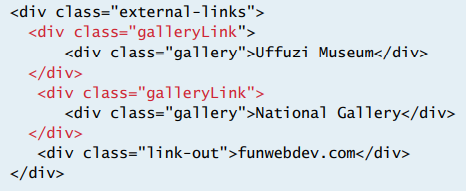 <div class="external-links">
<div class="galleryLink">
<div class="gallery">Uffuzi Museum</div>
</div>
<div class="galleryLink">
<div class="gallery">National Gallery</div>
</div>
<div class="link-out">funwebdev.com</div>
</div>